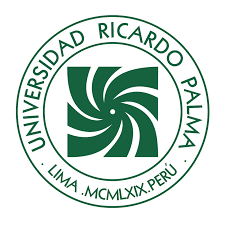 · UNIVERSIDAD RICARDO PALMA ·
LIMA .MCMLXIX.PERÚ